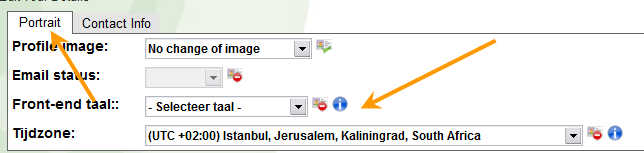 Portrait Contact Info
Profile image: No change of image
Email status:
Front-end taal:: - Selecteer taal -
Tijdzone: (UTC +02:00) Istanbul, Jerusalem, Kaliningrad, South Africa